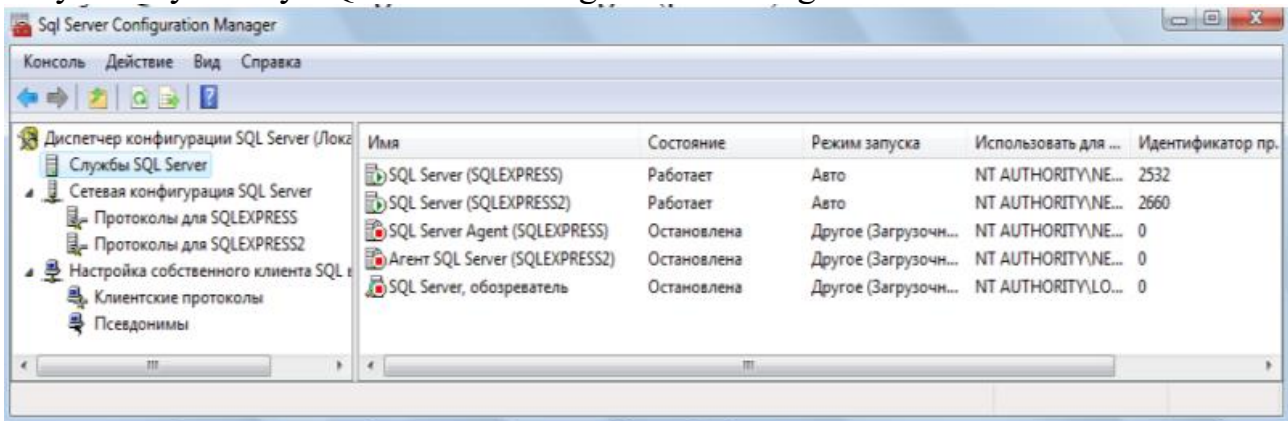 Sql Server Configuration Manager
Консоль Действие Вид Справка
Диспетчер конфигурации SQL Server (Лока
Службы SQL Server
Сетевая конфигурация SQL Server
Протоколы для SQLEXPRESS
Протоколы для SQLEXPRESS2
Настройка собственного клиента SQL в
Клиентские протоколы
Псевдонимы
Имя Состояние Режим запуска Использовать для ... Идентификатор пр.
SQL Server (SQLEXPRESS) Работает Авто NT AUTHORITY\NE... 2532
SQL Server (SQLEXPRESS2) Работает Авто NT AUTHORITY\NE... 2660
SQL Server Agent (SQLEXPRESS) Остановлена Другое (Загрузочн... NT AUTHORITY\NE... 0
Агент SQL Server (SQLEXPRESS2) Остановлена Другое (Загрузочн... NT AUTHORITY\NE... 0
SQL Server, обозреватель Остановлена Другое (Загрузочн... NT AUTHORITY\LO... 0